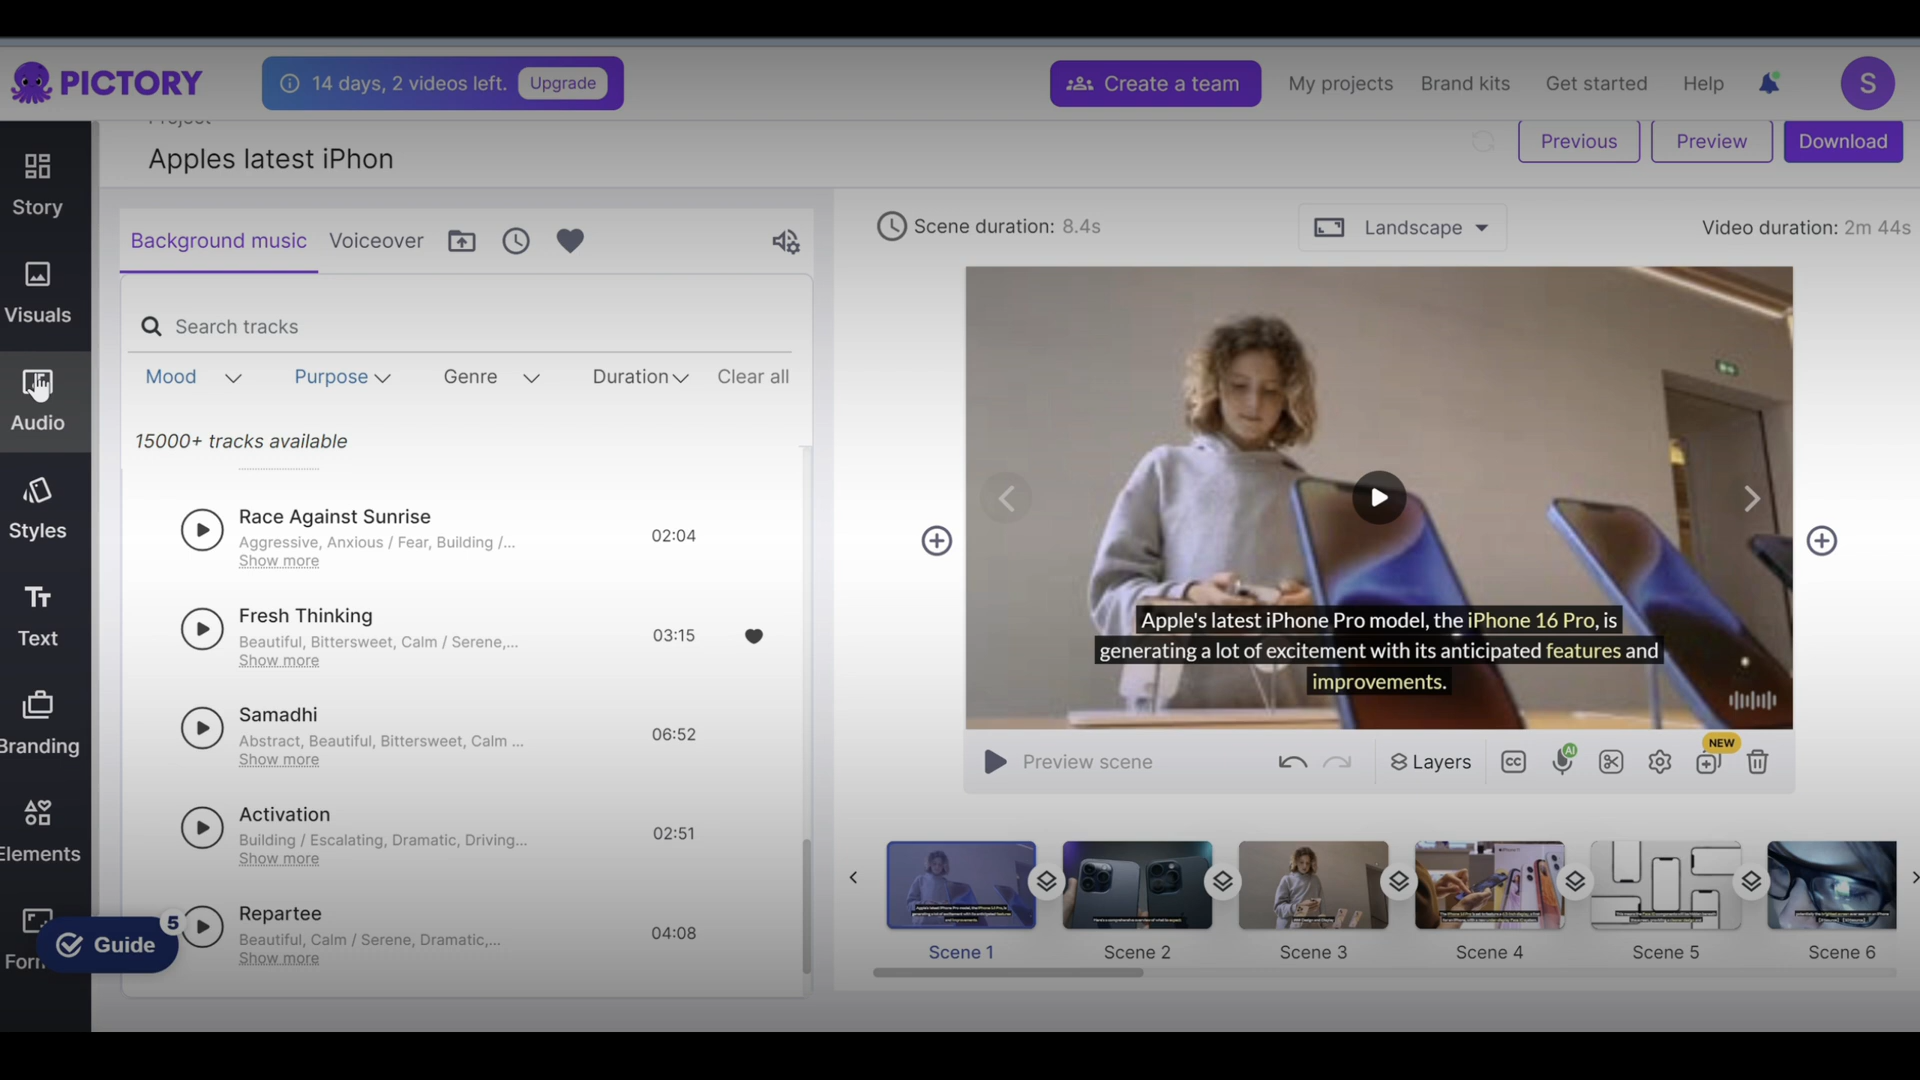 PICTORY
14 days, 2 videos left. Upgrade
Create a team
My projects
Brand kits
Get started
Help
S
Project
Apples latest iPhon
Previous
Preview
Download
Story
Visuals
Audio
Styles
Text
Branding
Elements
Form
Guide
5
Background music
Voiceover
Search tracks
Mood
Purpose
Genre
Duration
Clear all
15000+ tracks available
Race Against Sunrise
Aggressive, Anxious / Fear, Building /...
Show more
02:04
Fresh Thinking
Beautiful, Bittersweet, Calm / Serene,...
Show more
03:15
Samadhi
Abstract, Beautiful, Bittersweet, Calm ...
Show more
06:52
Activation
Building / Escalating, Dramatic, Driving...
Show more
02:51
Repartee
Beautiful, Calm / Serene, Dramatic,...
Show more
04:08
Scene duration: 8.4s
Landscape
Video duration: 2m 44s
Apple's latest iPhone Pro model, the iPhone 16 Pro, is
generating a lot of excitement with its anticipated features and
improvements.
Preview scene
Layers
CC
AI
NEW
Scene 1
Scene 2
Scene 3
Scene 4
Scene 5
Scene 6